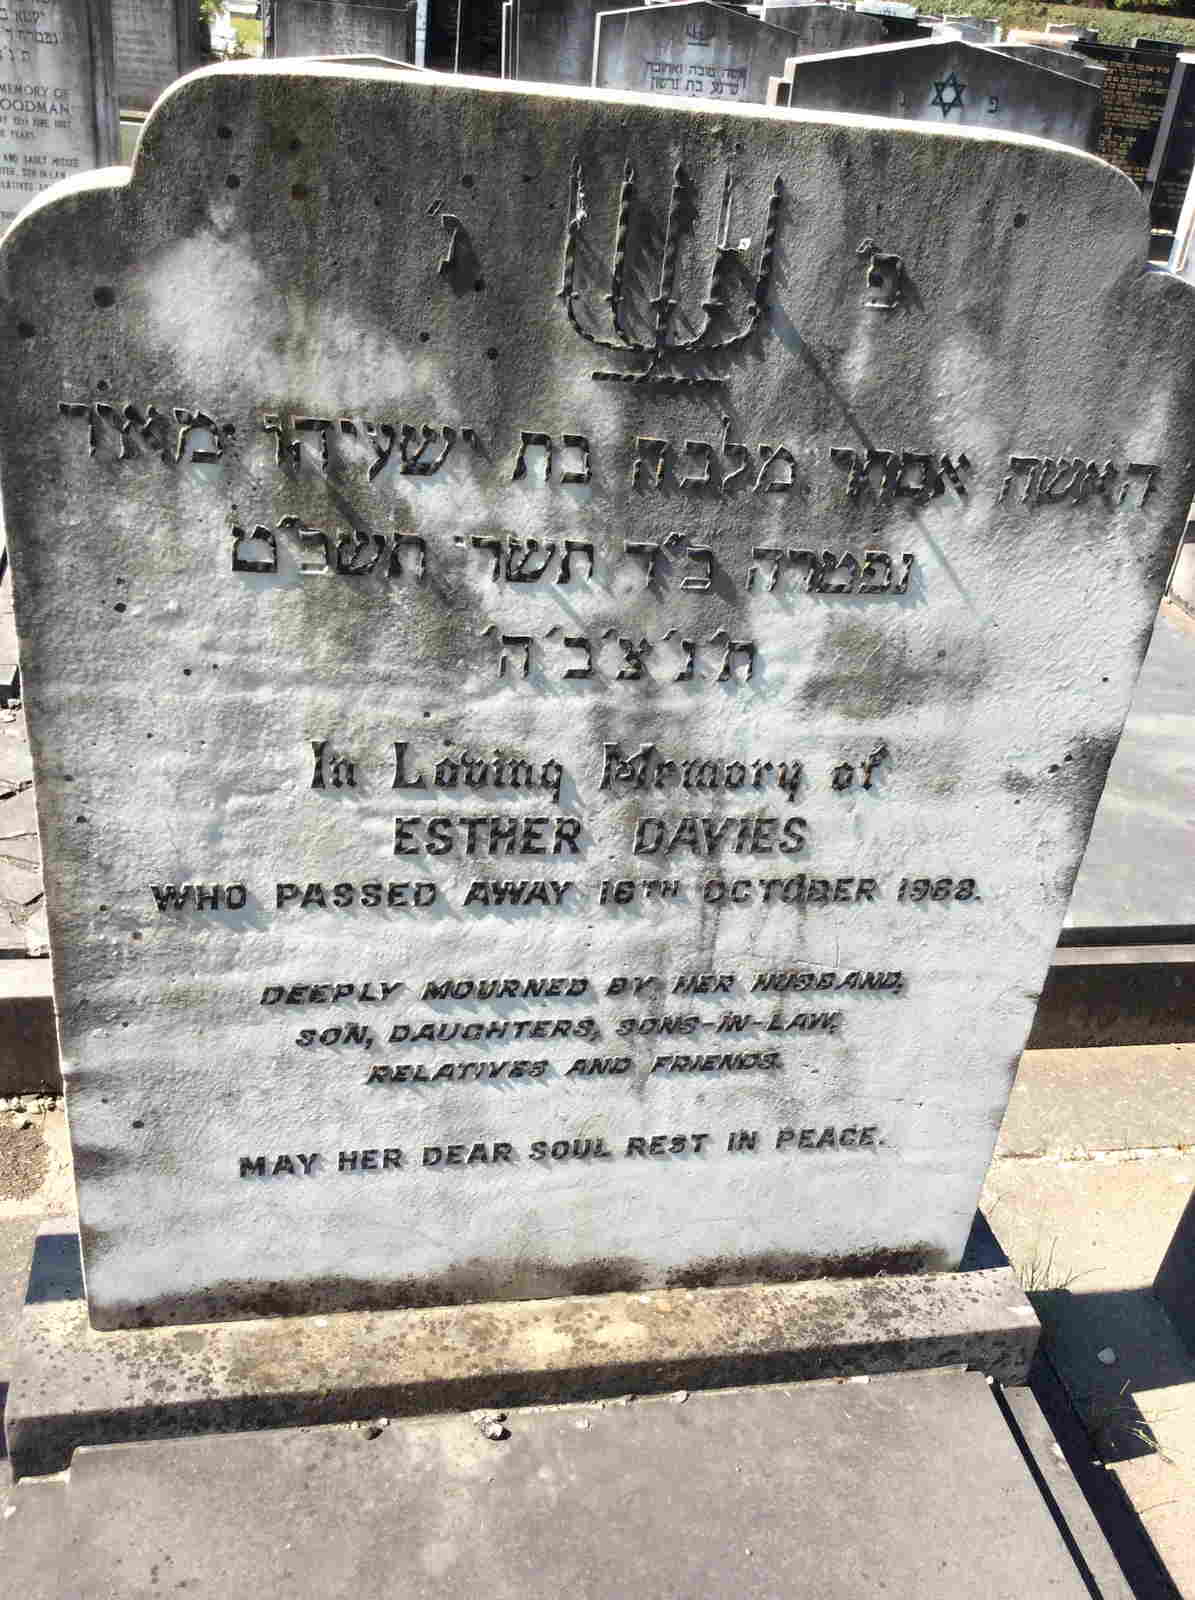 פ' נ'
האשה אסתר מלכה בת ישעיהו מאיר
נפטרה כ"ד תשרי תשכ"ט
ת'נ'צ'ב'ה'
In Loving Memory of
ESTHER DAVIES
WHO PASSED AWAY 16TH OCTOBER 1968.
DEEPLY MOURNED BY HER HUSBAND,
SON, DAUGHTERS, SONS-IN-LAW,
RELATIVES AND FRIENDS.
MAY HER DEAR SOUL REST IN PEACE.
MEMORY OF
פ נ